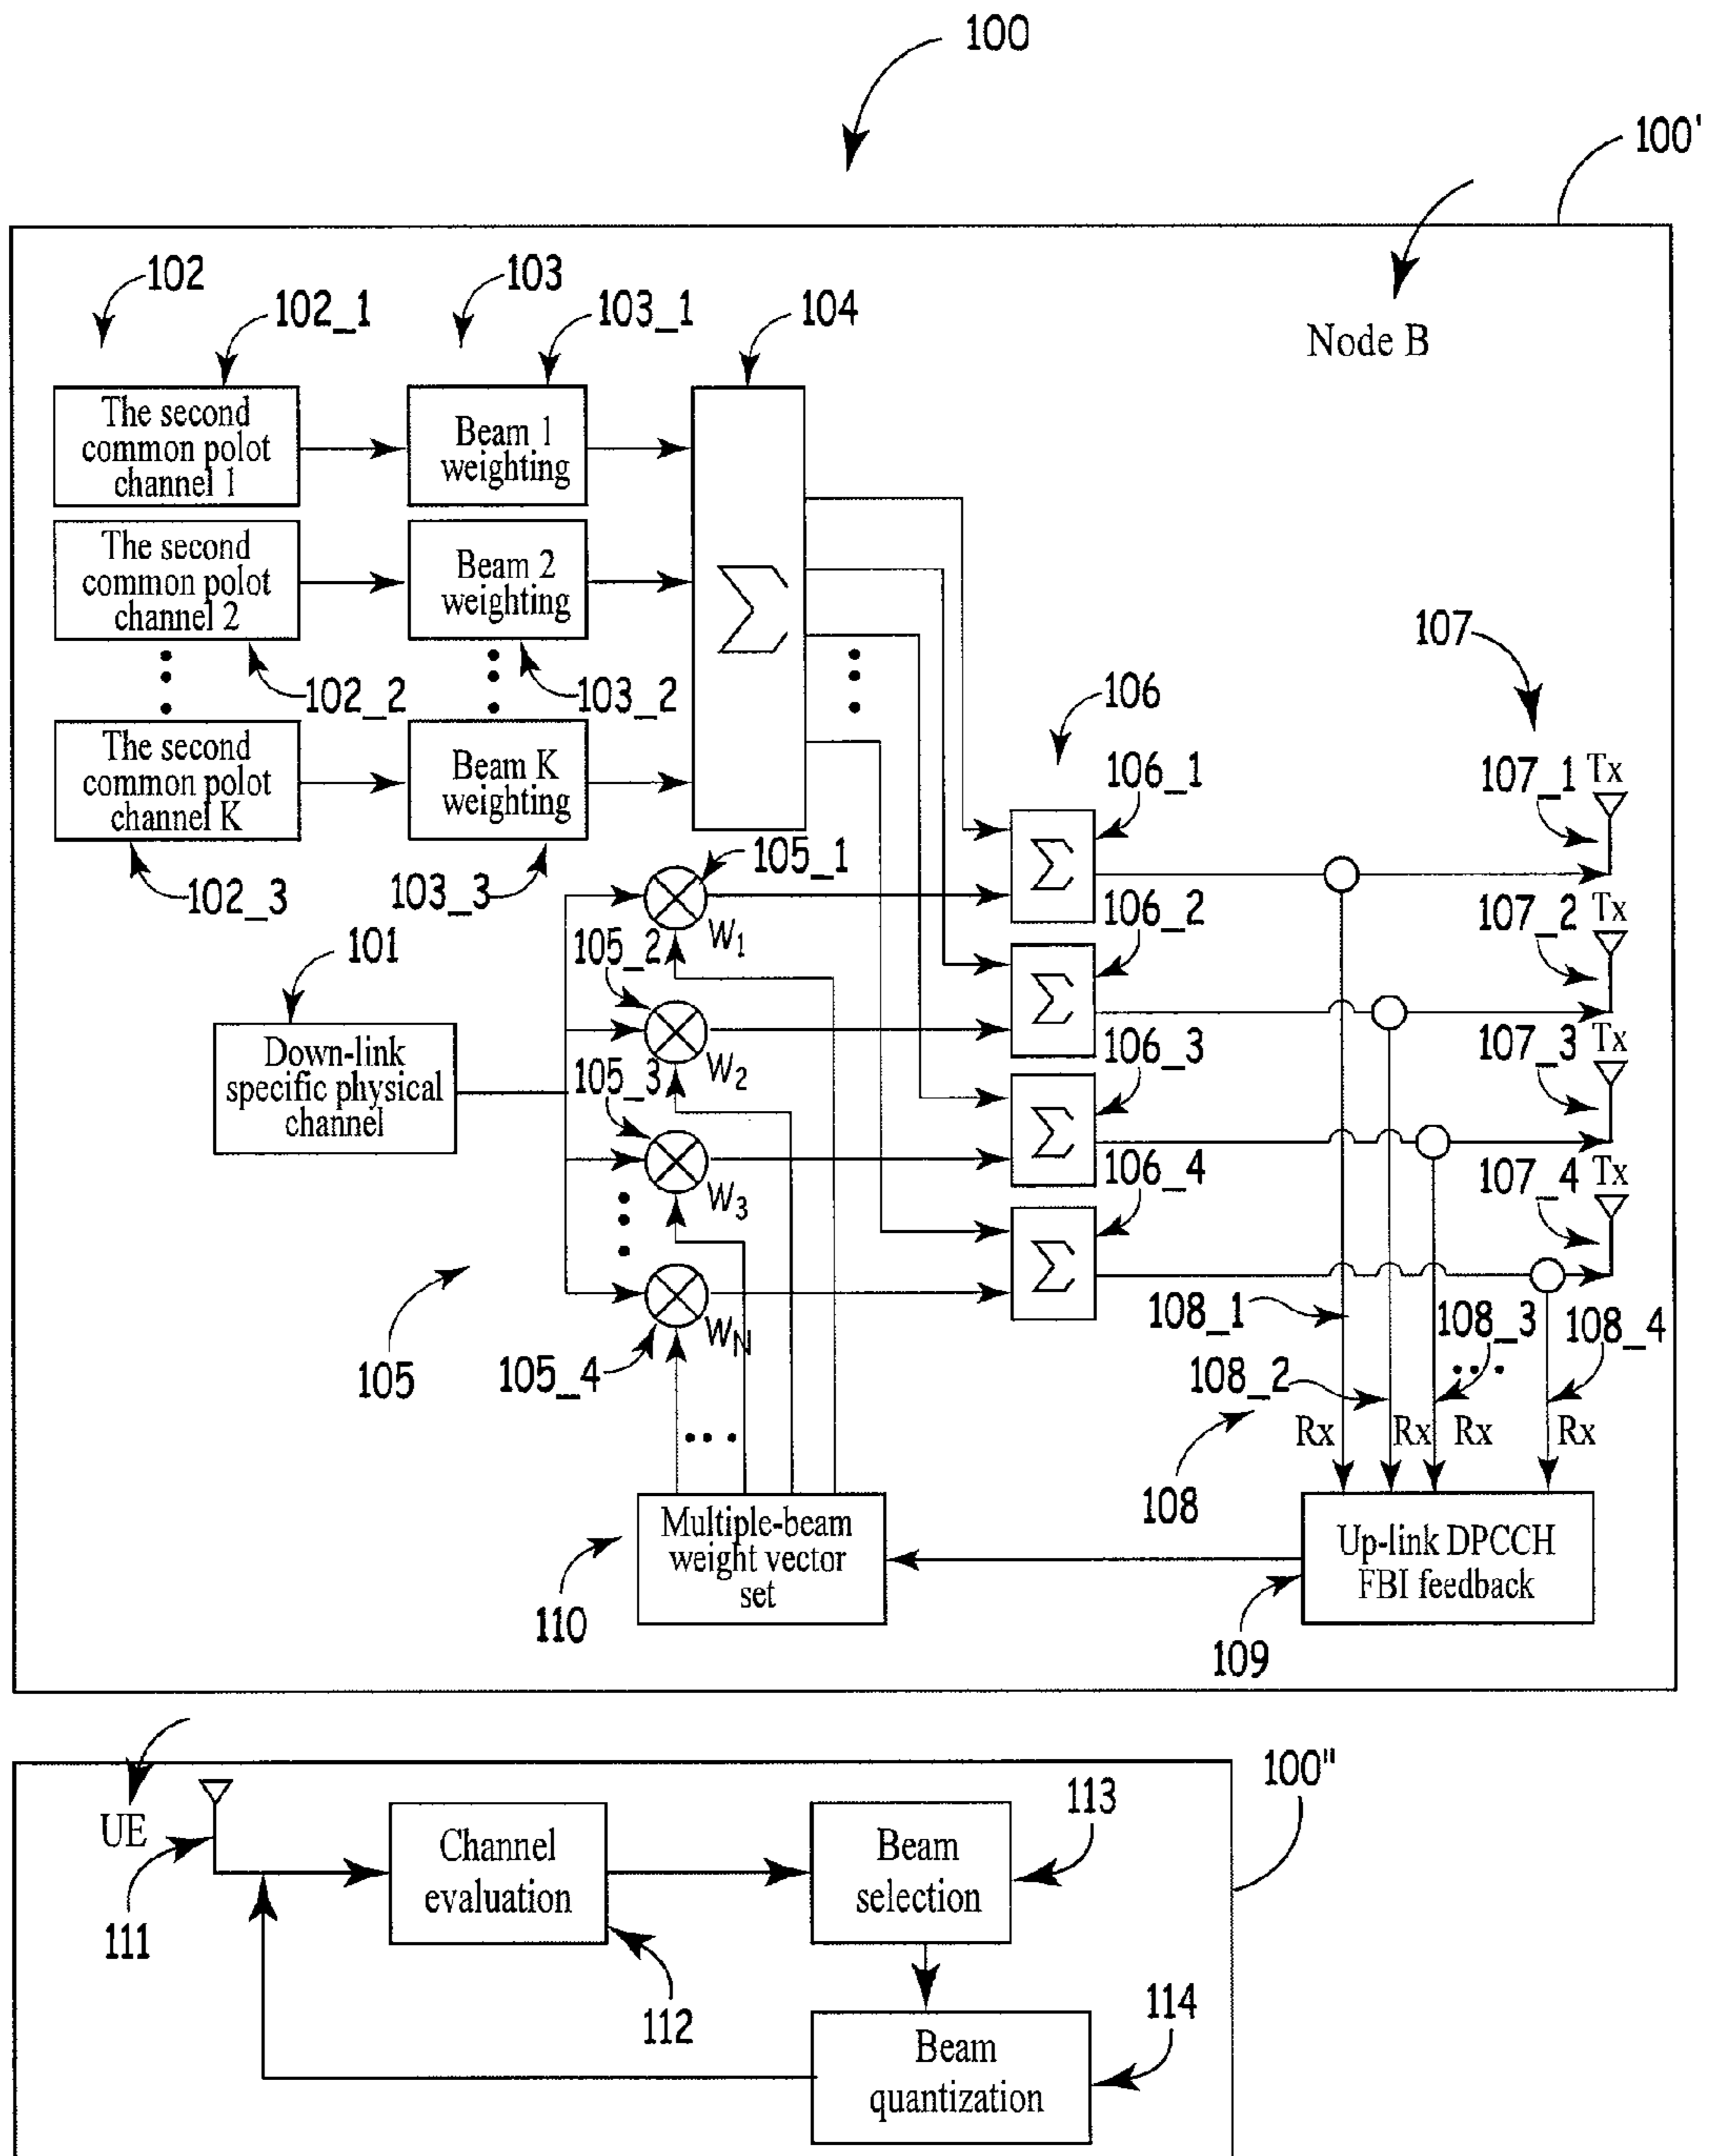 100
100'
102
102_1
103
103_1
104
Node B
The second
common polot
channel 1
Beam 1
weighting
The second
common polot
channel 2
Beam 2
weighting
Σ
107
102_2
103_2
106
The second
common polot
channel K
Beam K
weighting
106_1
107_1
Tx
102_3
103_3
105_1
Σ
W1
106_2
107_2
Tx
101
105_2
Down-link
specific physical
channel
Σ
W2
105_3
106_3
107_3
Tx
Σ
W3
106_4
107_4
Tx
Σ
WN
105
105_4
108_1
108_3
108_4
108_2
108
Rx
Rx
Rx
Rx
Multiple-beam
weight vector
set
Up-link DPCCH
FBI feedback
110
109
100"
UE
111
Channel
evaluation
Beam
selection
113
112
Beam
quantization
114